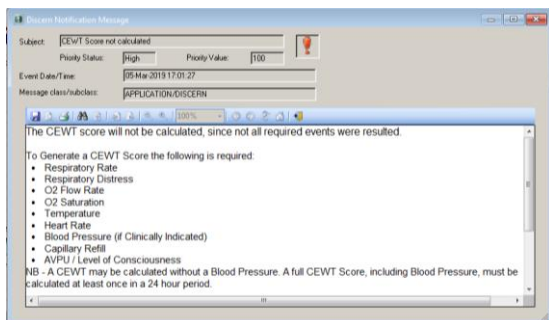 Discern Notification Message
Subject: CEWT Score not calculated
Priority Status: High Priority Value: 100
Event Date/Time: 05-Mar-2019 17:01:27
Message class/subclass: APPLICATION/DISCERN
100%
The CEWT score will not be calculated, since not all required events were resulted.
To Generate a CEWT Score the following is required:
• Respiratory Rate
• Respiratory Distress
• O2 Flow Rate
• O2 Saturation
• Temperature
• Heart Rate
• Blood Pressure (if Clinically Indicated)
• Capillary Refill
• AVPU / Level of Consciousness
NB - A CEWT may be calculated without a Blood Pressure. A full CEWT Score, including Blood Pressure, must be
calculated at least once in a 24 hour period.